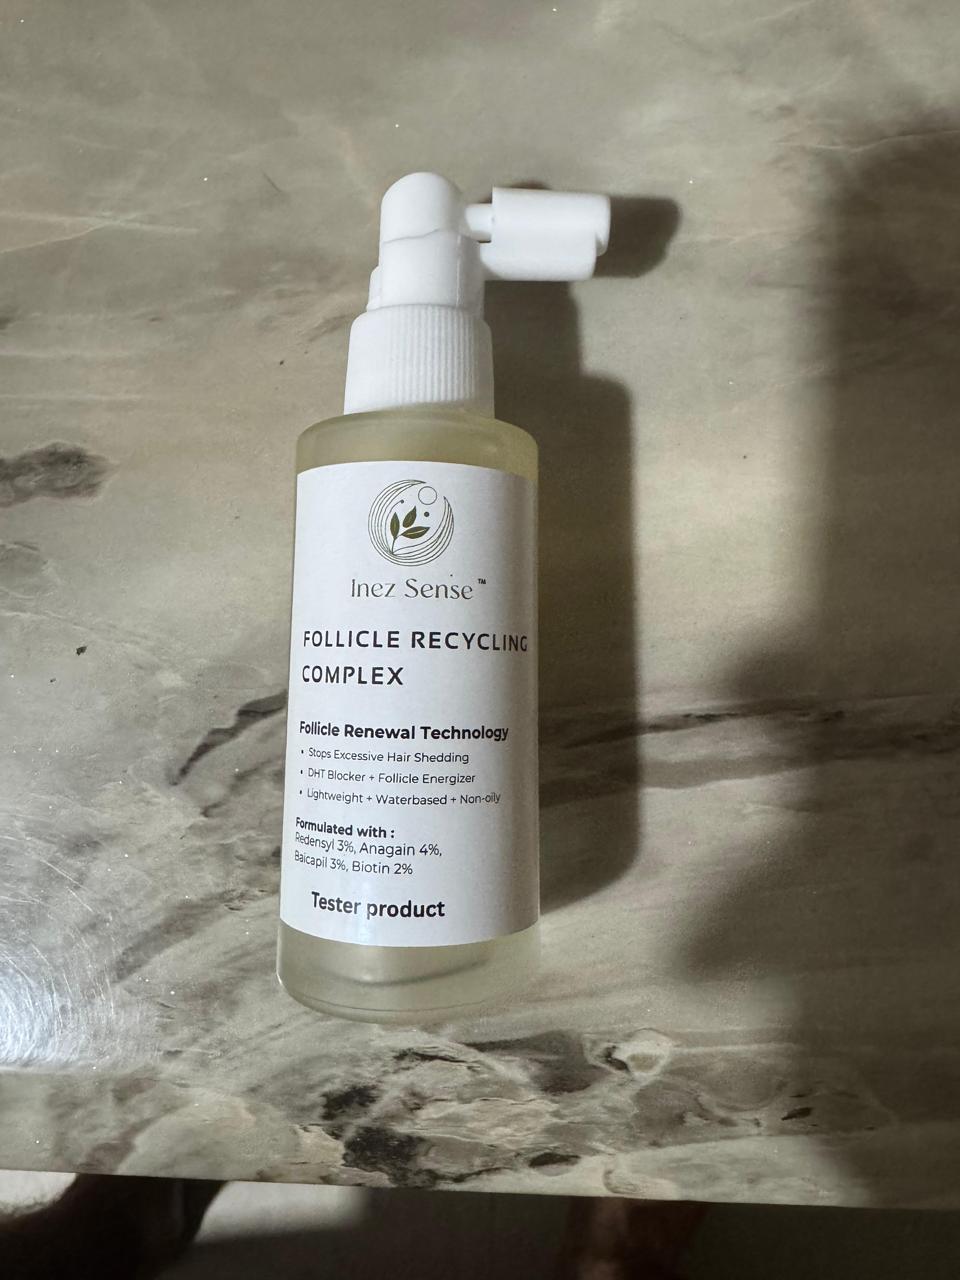 Inez Sense™
FOLLICLE RECYCLING
COMPLEX
Follicle Renewal Technology
• Stops Excessive Hair Shedding
• DHT Blocker + Follicle Energizer
• Lightweight + Waterbased + Non-oily
Formulated with :
Redensyl 3%, Anagain 4%,
Baicapil 3%, Biotin 2%
Tester product